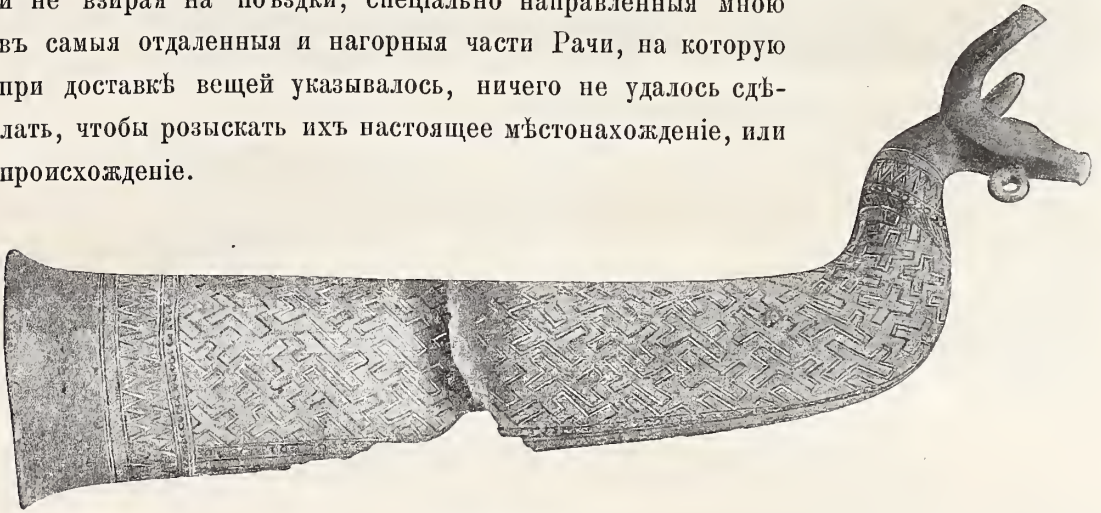 и не взирая на поѣздки, спеціально направленныя мною
въ самыя отдаленныя и нагорныя части Рачи, на которую
при доставкѣ вещей указывалось, ничего не удалось сдѣ-
лать, чтобы розыскать ихъ настоящее мѣстонахожденіе, или
происхожденіе.